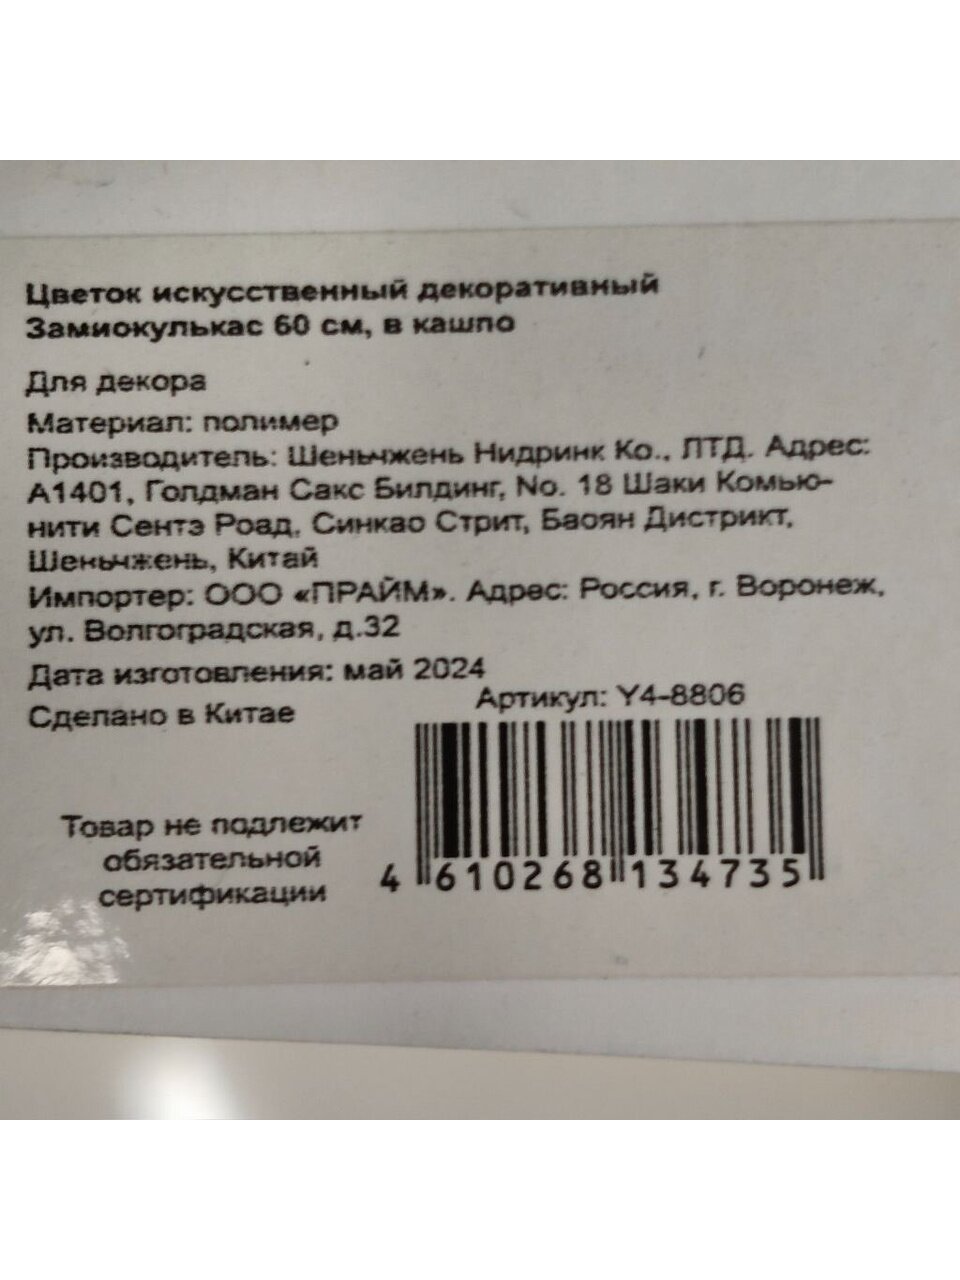 Цветок искусственный декоративный
Замиокулькас 60 см, в кашпо
Для декора
Материал: полимер
Производитель: Шеньчжень Нидринк Ко., ЛТД. Адрес:
А1401, Голдман Сакс Билдинг, No. 18 Шаки Комью-
нити Сентэ Роад, Синкао Стрит, Баоян Дистрикт,
Шеньчжень, Китай
Импортер: ООО «ПРАЙМ». Адрес: Россия, г. Воронеж,
ул. Волгоградская, д.32
Дата изготовления: май 2024
Артикул: Y4-8806
Сделано в Китае
Товар не подлежит
обязательной
сертификации
4 610268 134735